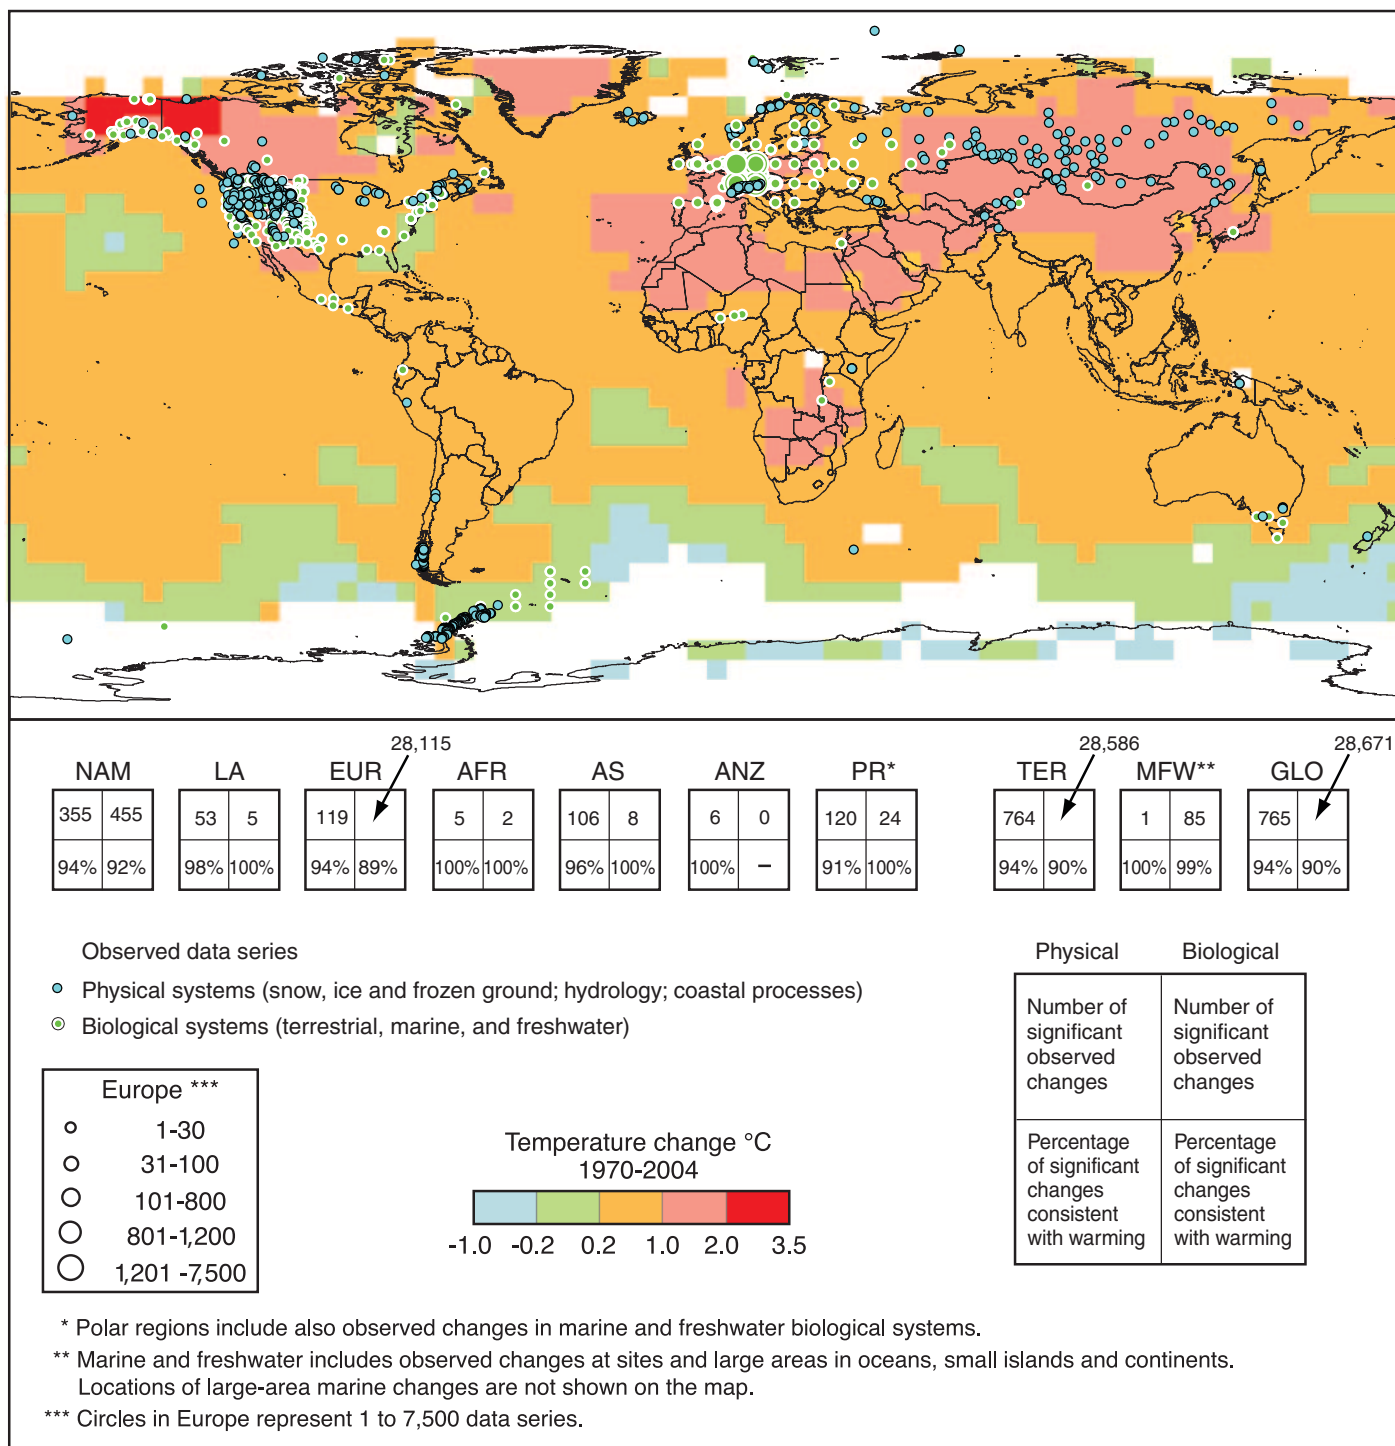 28,115
28,586
28,671
NAM LA EUR AFR AS ANZ PR* TER MFW** GLO
355 455 53 5 119 5 2 106 8 6 0 120 24 764 1 85 765
94% 92% 98% 100% 94% 89% 100% 100% 96% 100% 100% – 91% 100% 94% 90% 100% 99% 94% 90%
Observed data series
Physical systems (snow, ice and frozen ground; hydrology; coastal processes)
Biological systems (terrestrial, marine, and freshwater)
Europe ***
1-30
31-100
101-800
801-1,200
1,201 -7,500
Temperature change °C
1970-2004
-1.0 -0.2 0.2 1.0 2.0 3.5
Physical Biological
Number of
significant
observed
changes
Number of
significant
observed
changes
Percentage
of significant
changes
consistent
with warming
Percentage
of significant
changes
consistent
with warming
* Polar regions include also observed changes in marine and freshwater biological systems.
** Marine and freshwater includes observed changes at sites and large areas in oceans, small islands and continents.
Locations of large-area marine changes are not shown on the map.
*** Circles in Europe represent 1 to 7,500 data series.